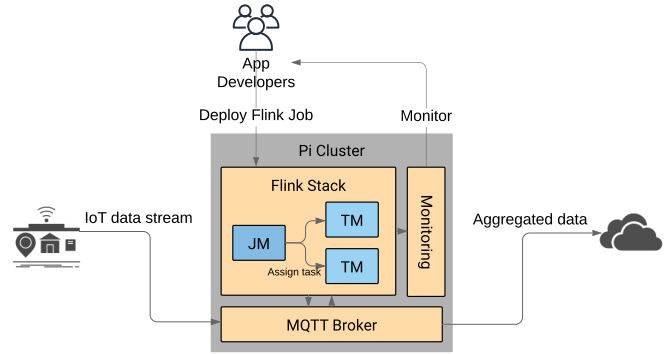 App
Developers
Deploy Flink Job
Monitor
Pi Cluster
Flink Stack
Monitoring
TM
JM
Assign task
TM
IoT data stream
Aggregated data
MQTT Broker